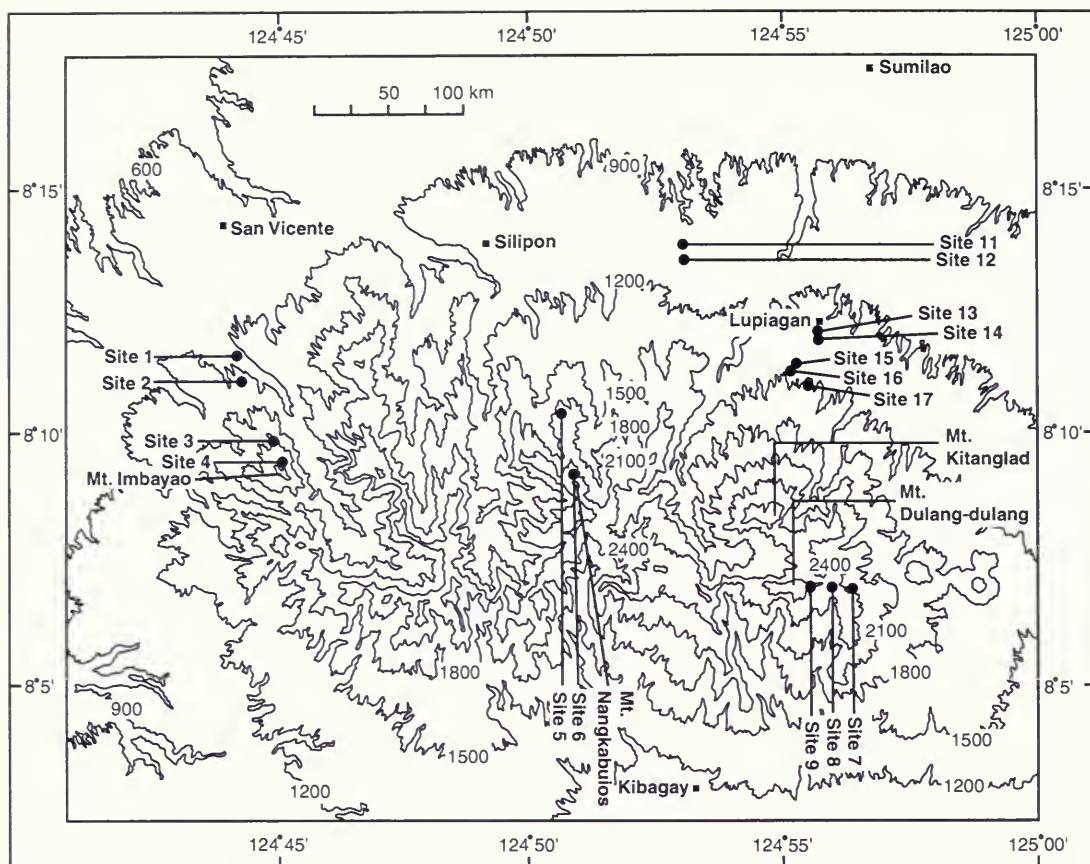 124°45'
124°50'
124°55'
125°00'
Sumilao
50 100 km
600
900
8°15'
8°15'
San Vicente
Silipon
Site 11
Site 12
1200
Lupiagan
Site 13
Site 14
Site 1
Site 15
Site 2
Site 16
1500
Site 17
1800
8°10'
8°10'
Site 3
Mt.
Kitanglad
Site 4
2100
Mt. Imbayao
Mt.
Dulang-dulang
2400
2400
2100
1800
1800
8°5'
8°5'
Site 5
Site 6
Mt.
Nangkabulos
Site 9
Site 8
Site 7
900
1500
1500
1200
Kibagay
1200
124°45'
124°50'
124°55'
125°00'